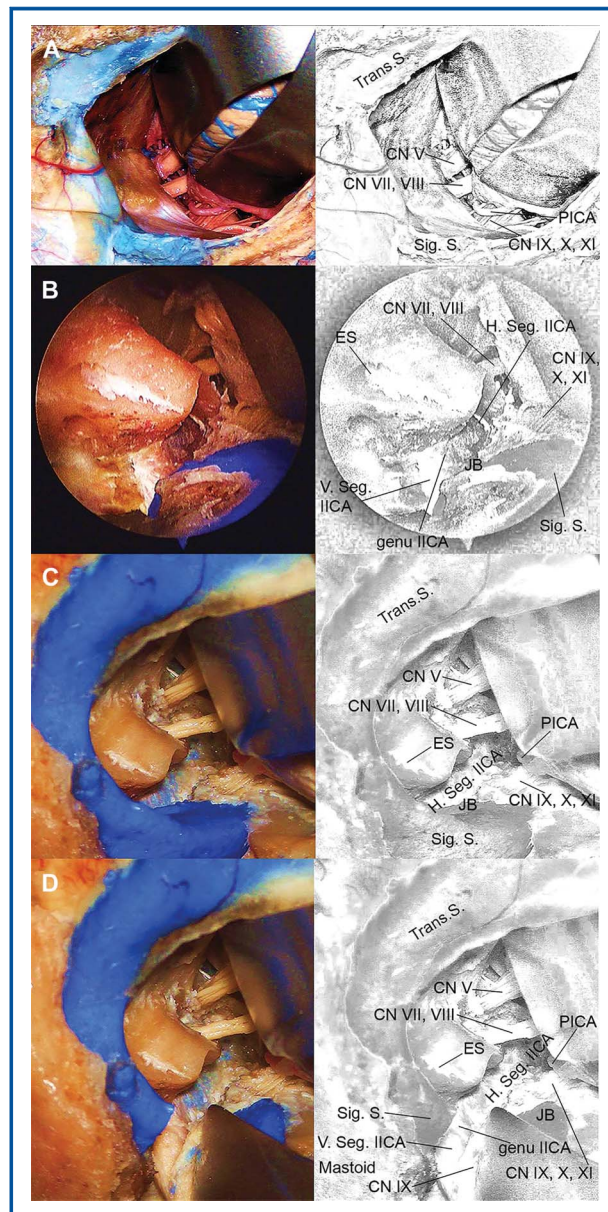 A
Trans.S.
CN V
CN VII, VIII
PICA
CN IX, X, XI
Sig. S.
B
CN VII, VIII
H. Seg. IICA
ES
CN IX,
X, XI
JB
V. Seg.
IICA
Sig. S.
genu IICA
C
Trans.S.
CN V
CN VII, VIII
PICA
ES
H. Seg. IICA
CN IX, X, XI
JB
Sig. S.
D
Trans.S.
CN V
CN VII, VIII
PICA
ES
H. Seg. IICA
Sig. S.
JB
V. Seg. IICA
genu IICA
Mastoid
CN IX, X, XI
CN IX